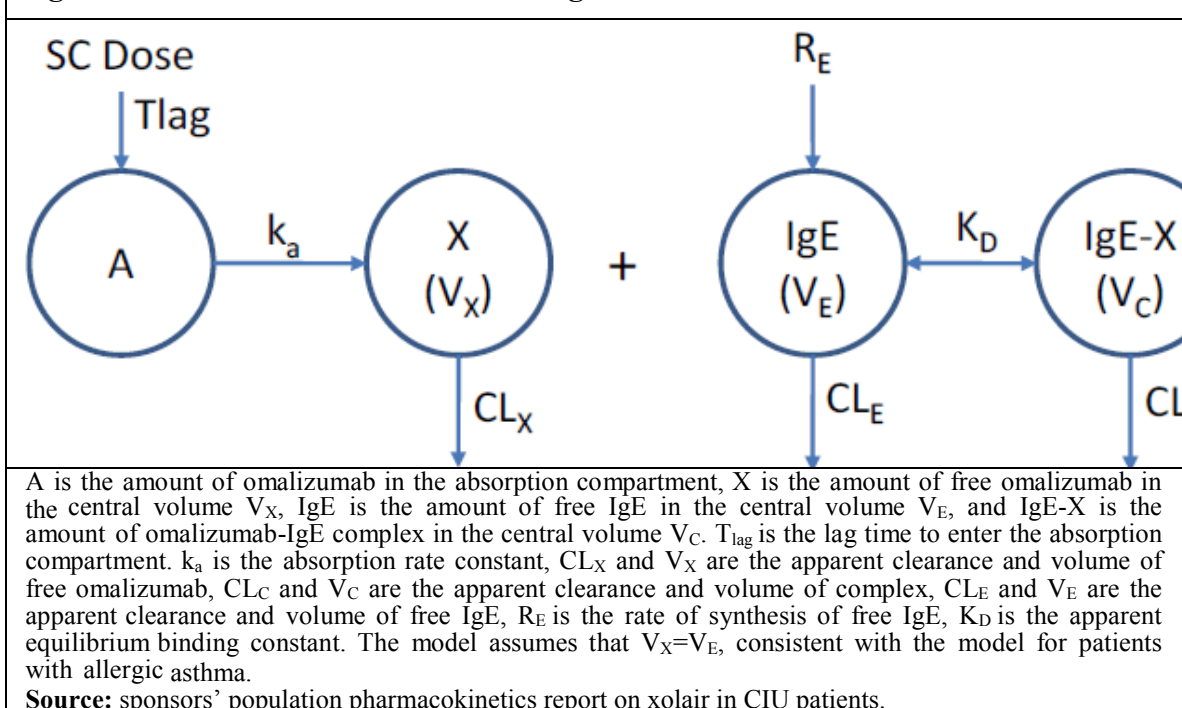 SC Dose
R_E
Tlag
A
k_a
X
(V_X)
+
IgE
(V_E)
K_D
IgE-X
(V_C)
CL_X
CL_E
CL
A is the amount of omalizumab in the absorption compartment, X is the amount of free omalizumab in
the central volume V_X, IgE is the amount of free IgE in the central volume V_E, and IgE-X is the
amount of omalizumab-IgE complex in the central volume V_C. T_lag is the lag time to enter the absorption
compartment. k_a is the absorption rate constant, CL_X and V_X are the apparent clearance and volume of
free omalizumab, CL_C and V_C are the apparent clearance and volume of complex, CL_E and V_E are the
apparent clearance and volume of free IgE, R_E is the rate of synthesis of free IgE, K_D is the apparent
equilibrium binding constant. The model assumes that V_X=V_E, consistent with the model for patients
with allergic asthma.
Source: sponsors' population pharmacokinetics report on xolair in CIU patients.